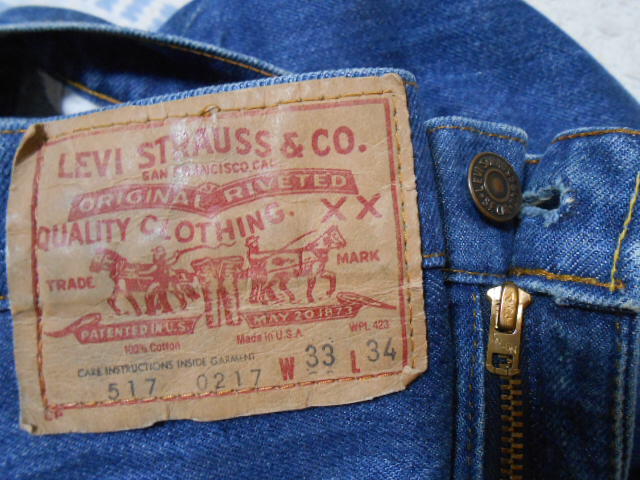 LEVI STRAUSS & CO.
SAN FRANCISCO, CAL.
ORIGINAL RIVETED
QUALITY CLOTHING. XX
TRADE MARK
PATENTED IN U.S. MAY 20 1873
100% Cotton Made in U.S.A. WPL 423
CARE INSTRUCTIONS INSIDE GARMENT
517 0217 W 33 L 34